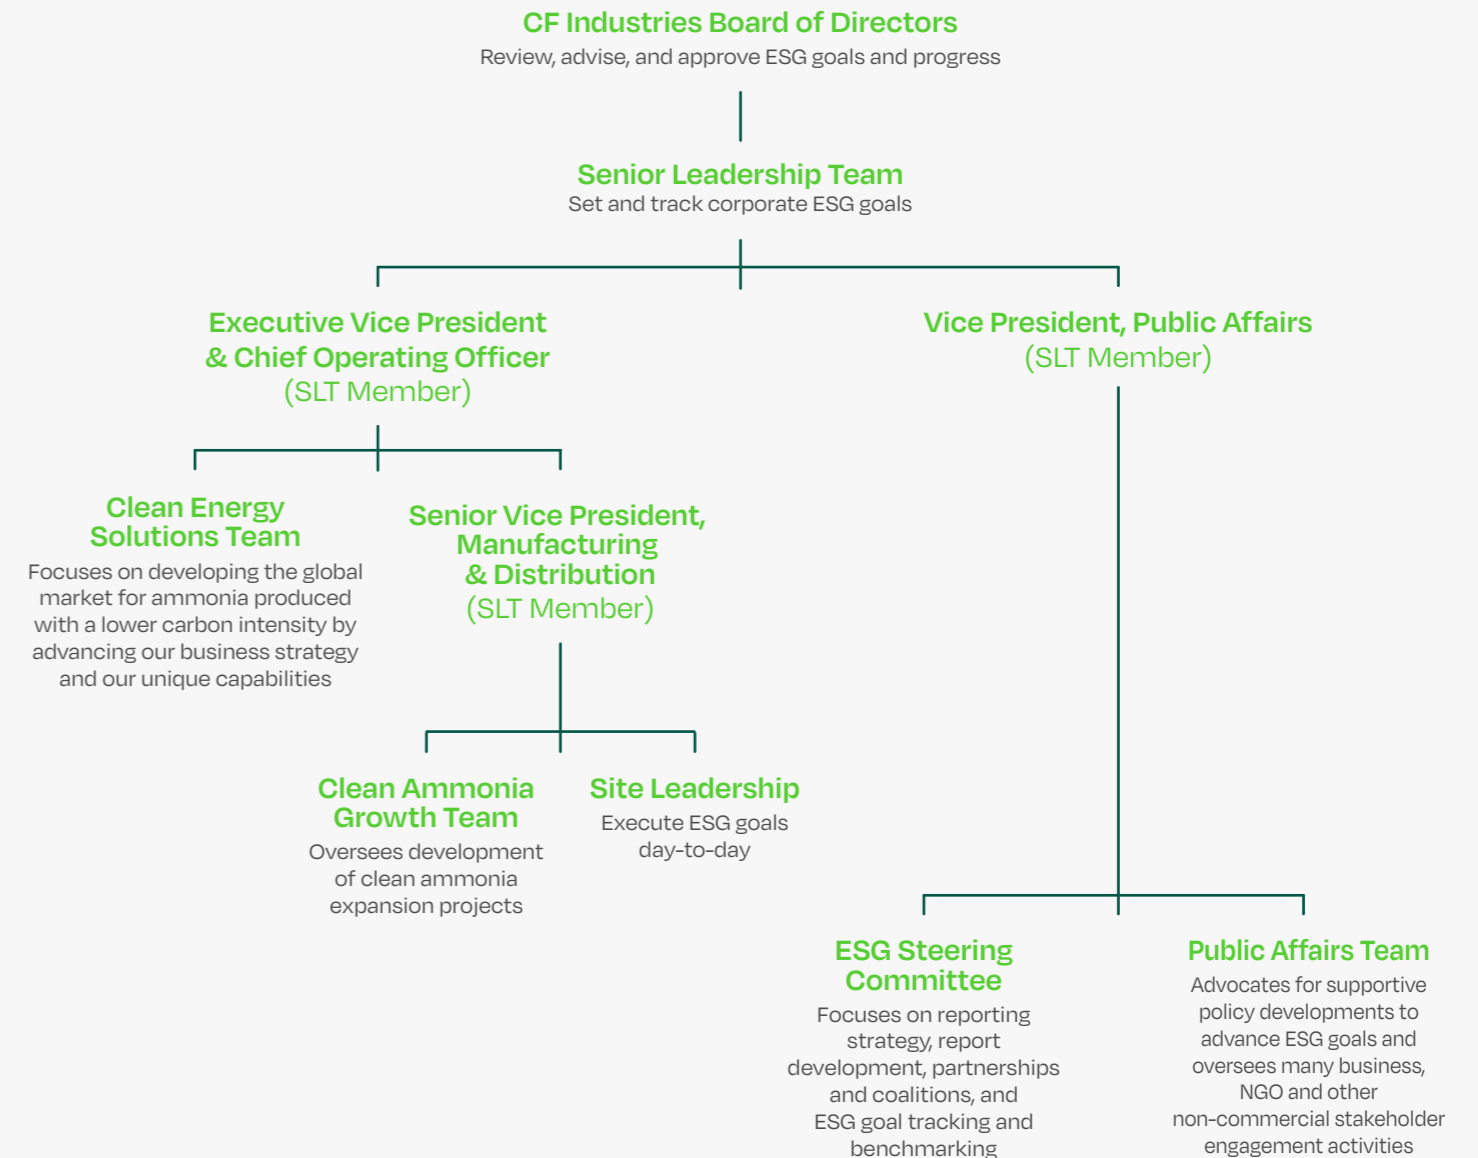 CF Industries Board of Directors
Review, advise, and approve ESG goals and progress
Senior Leadership Team
Set and track corporate ESG goals
Executive Vice President
& Chief Operating Officer
(SLT Member)
Vice President, Public Affairs
(SLT Member)
Clean Energy
Solutions Team
Focuses on developing the global
market for ammonia produced
with a lower carbon intensity by
advancing our business strategy
and our unique capabilities
Senior Vice President,
Manufacturing
& Distribution
(SLT Member)
Clean Ammonia
Growth Team
Oversees development
of clean ammonia
expansion projects
Site Leadership
Execute ESG goals
day-to-day
ESG Steering
Committee
Focuses on reporting
strategy, report
development, partnerships
and coalitions, and
ESG goal tracking and
benchmarking
Public Affairs Team
Advocates for supportive
policy developments to
advance ESG goals and
oversees many business,
NGO and other
non-commercial stakeholder
engagement activities